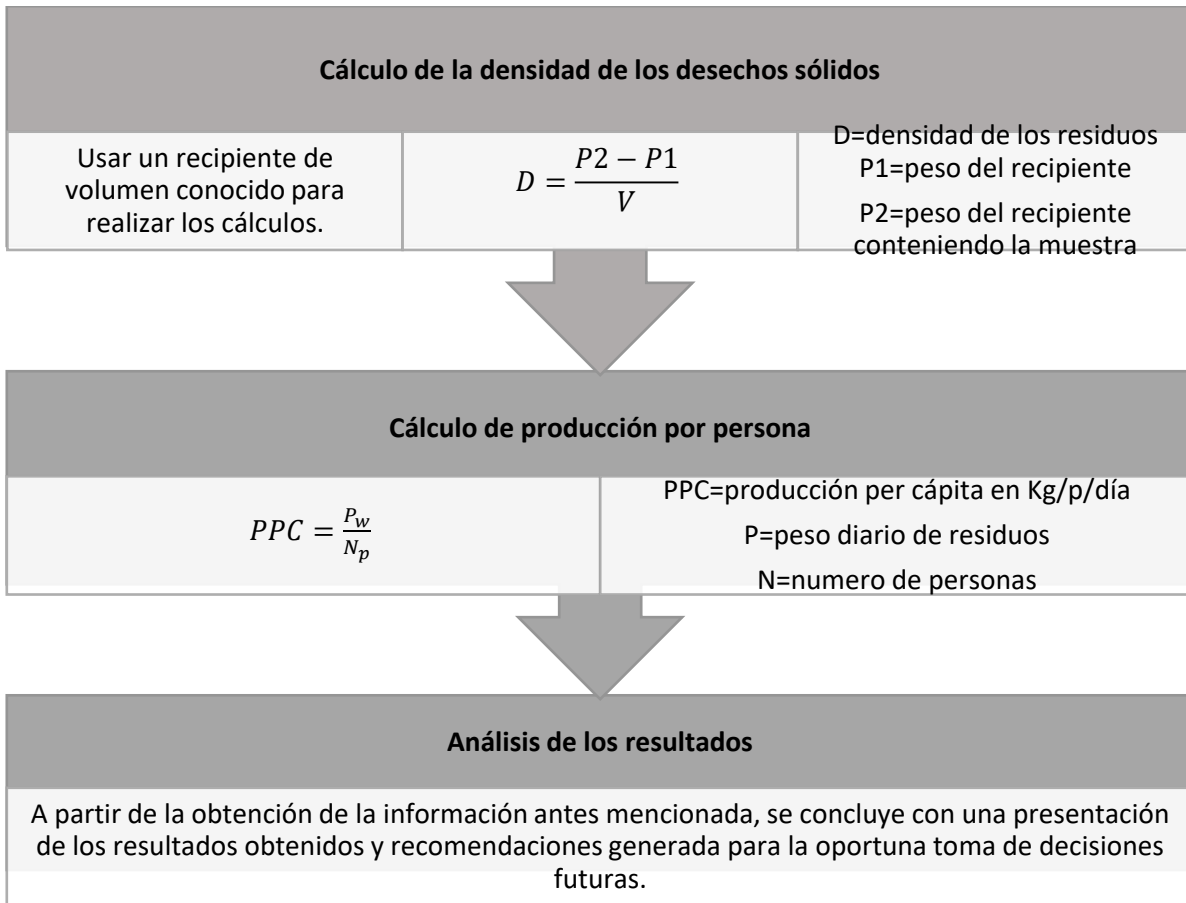 Cálculo de la densidad de los desechos sólidos
Usar un recipiente de
volumen conocido para
realizar los cálculos.
D = (P2 − P1) / V
D=densidad de los residuos
P1=peso del recipiente
P2=peso del recipiente
conteniendo la muestra
Cálculo de producción por persona
PPC = P_w / N_p
PPC=producción per cápita en Kg/p/día
P=peso diario de residuos
N=numero de personas
Análisis de los resultados
A partir de la obtención de la información antes mencionada, se concluye con una presentación
de los resultados obtenidos y recomendaciones generada para la oportuna toma de decisiones
futuras.